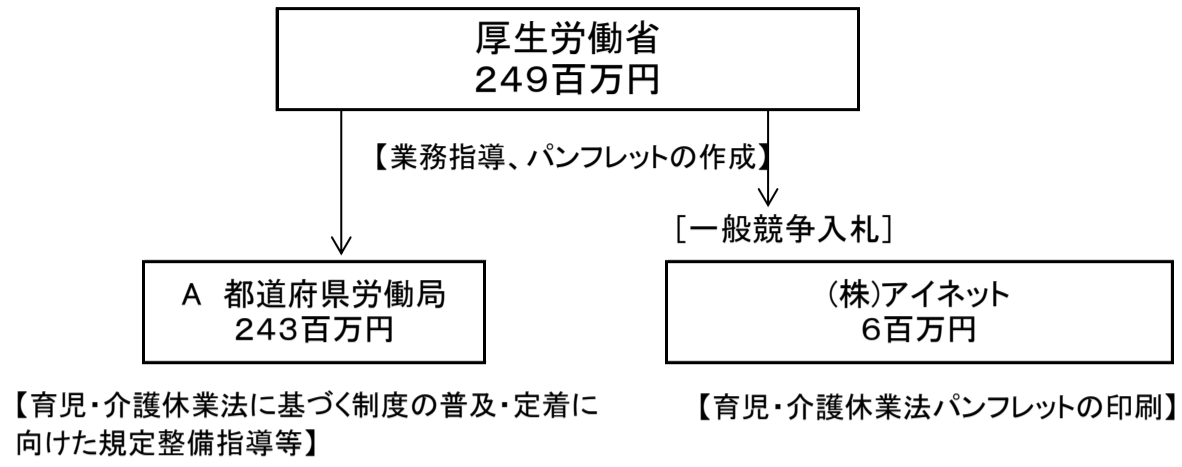 厚生労働省
249百万円
【業務指導、パンフレットの作成】
[一般競争入札]
A　都道府県労働局
243百万円
(株)アイネット
6百万円
【育児・介護休業法に基づく制度の普及・定着に
向けた規定整備指導等】
【育児・介護休業法パンフレットの印刷】